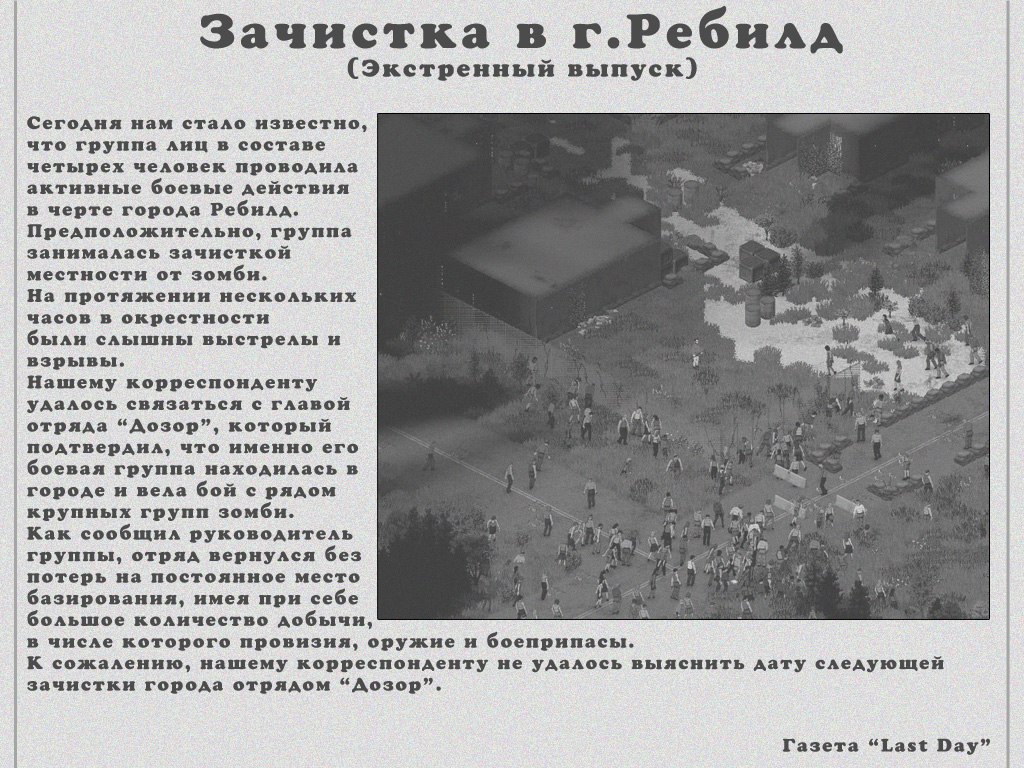 Зачистка в г.Ребилд
(Экстренный выпуск)
Сегодня нам стало известно,
что группа лиц в составе
четырех человек проводила
активные боевые действия
в черте города Ребилд.
Предположительно, группа
занималась зачисткой
местности от зомби.
На протяжении нескольких
часов в окрестности
были слышны выстрелы и
взрывы.
Нашему корреспонденту
удалось связаться с главой
отряда “Дозор”, который
подтвердил, что именно его
боевая группа находилась в
городе и вела бой с рядом
крупных групп зомби.
Как сообщил руководитель
группы, отряд вернулся без
потерь на постоянное место
базирования, имея при себе
большое количество добычи,
в числе которого провизия, оружие и боеприпасы.
К сожалению, нашему корреспонденту не удалось выяснить дату следующей
зачистки города отрядом “Дозор”.
Газета “Last Day”